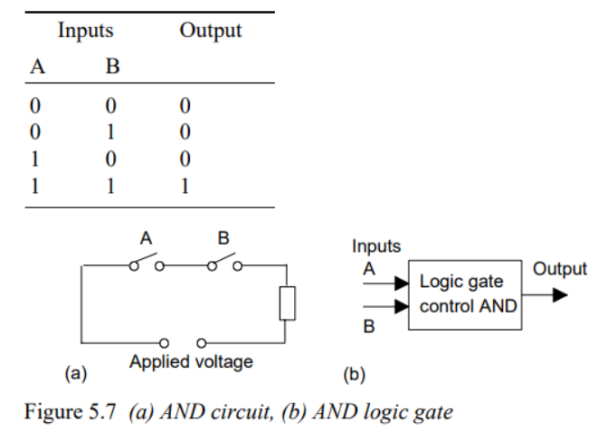 Inputs Output
A B
0 0 0
0 1 0
1 0 0
1 1 1
A B
Applied voltage
(a)
Inputs
A
B
Logic gate
control AND
Output
(b)
Figure 5.7 (a) AND circuit, (b) AND logic gate